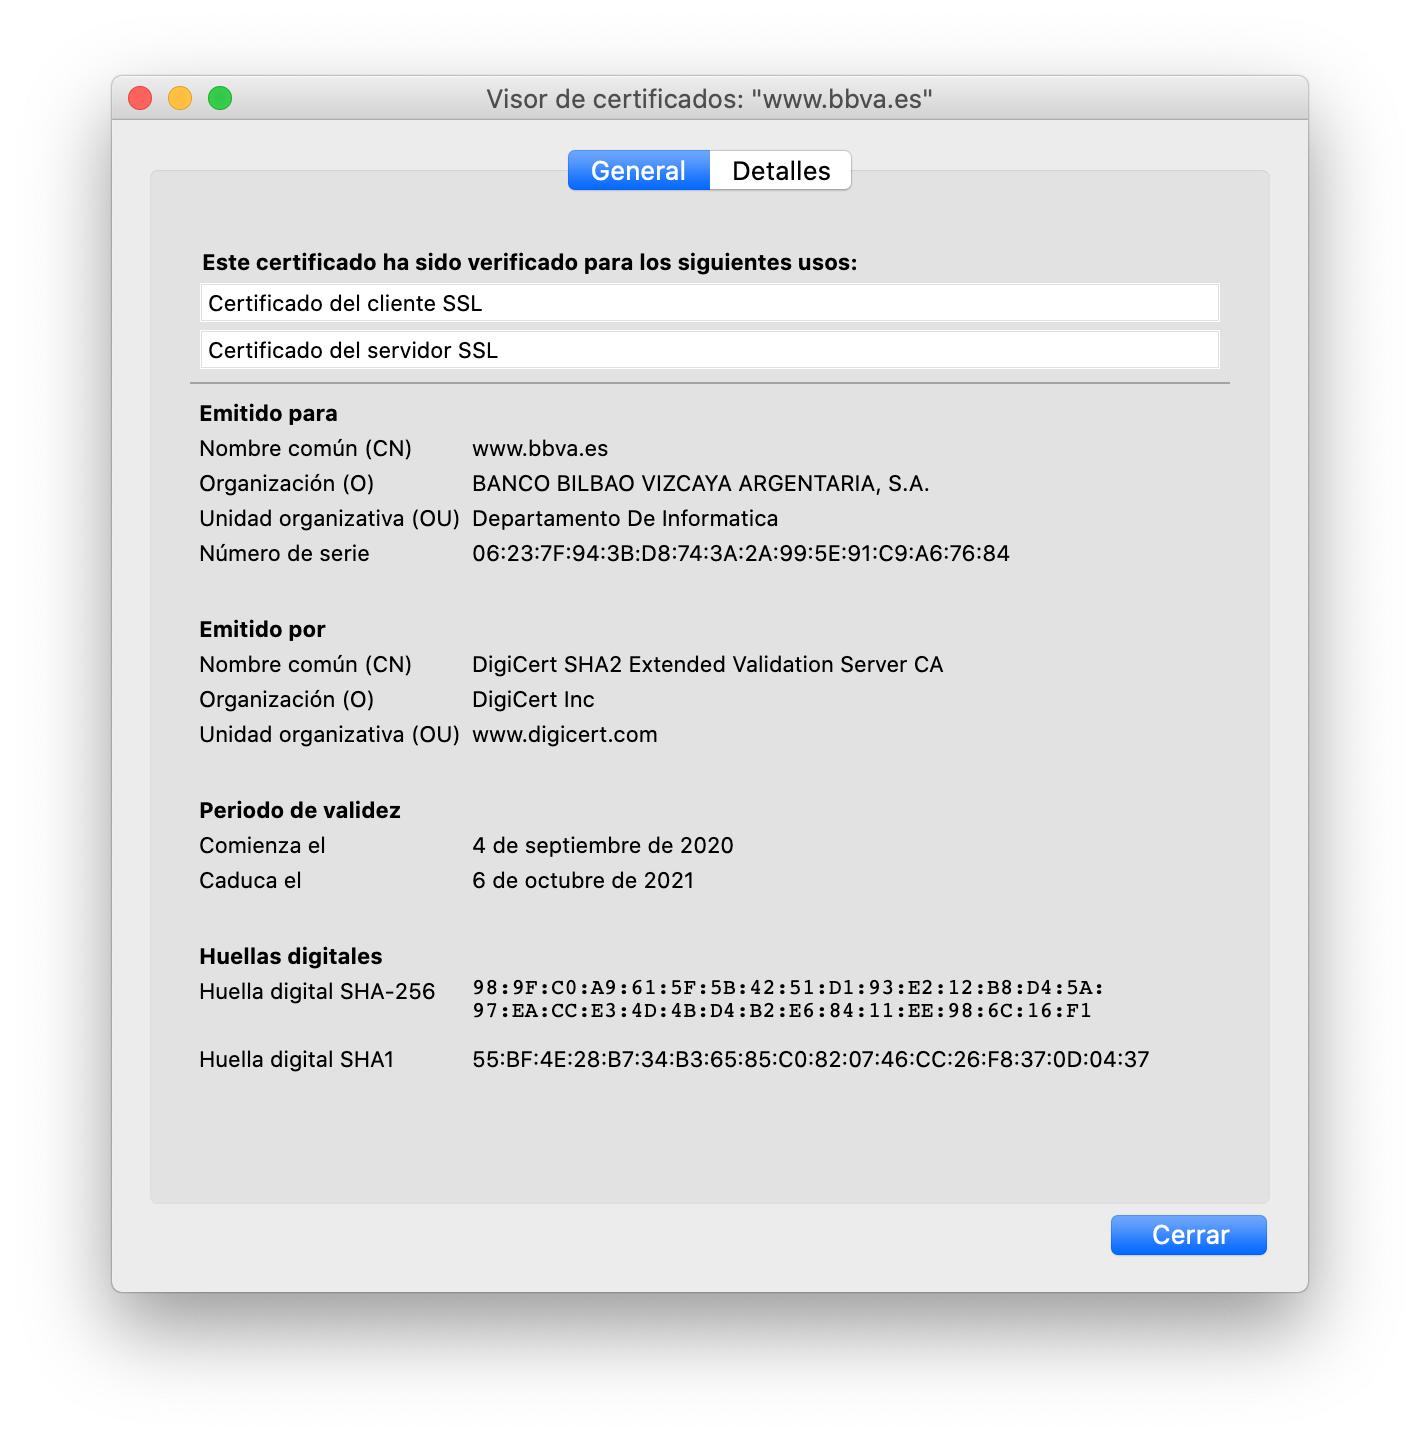 Visor de certificados: "www.bbva.es"
General Detalles
Este certificado ha sido verificado para los siguientes usos:
Certificado del cliente SSL
Certificado del servidor SSL
Emitido para
Nombre común (CN) www.bbva.es
Organización (O) BANCO BILBAO VIZCAYA ARGENTARIA, S.A.
Unidad organizativa (OU) Departamento De Informatica
Número de serie 06:23:7F:94:3B:D8:74:3A:2A:99:5E:91:C9:A6:76:84
Emitido por
Nombre común (CN) DigiCert SHA2 Extended Validation Server CA
Organización (O) DigiCert Inc
Unidad organizativa (OU) www.digicert.com
Periodo de validez
Comienza el 4 de septiembre de 2020
Caduca el 6 de octubre de 2021
Huellas digitales
Huella digital SHA-256 98:9F:C0:A9:61:5F:5B:42:51:D1:93:E2:12:B8:D4:5A:
97:EA:CC:E3:4D:4B:D4:B2:E6:84:11:EE:98:6C:16:F1
Huella digital SHA1 55:BF:4E:28:B7:34:B3:65:85:C0:82:07:46:CC:26:F8:37:0D:04:37
Cerrar